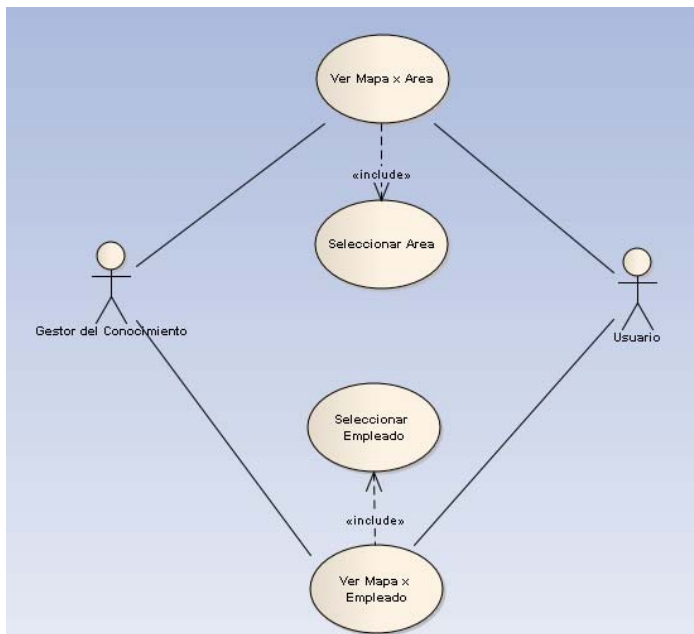 Ver Mapa x Area
«include»
Seleccionar Area
Gestor del Conocimiento
Usuario
Seleccionar
Empleado
«include»
Ver Mapa x
Empleado